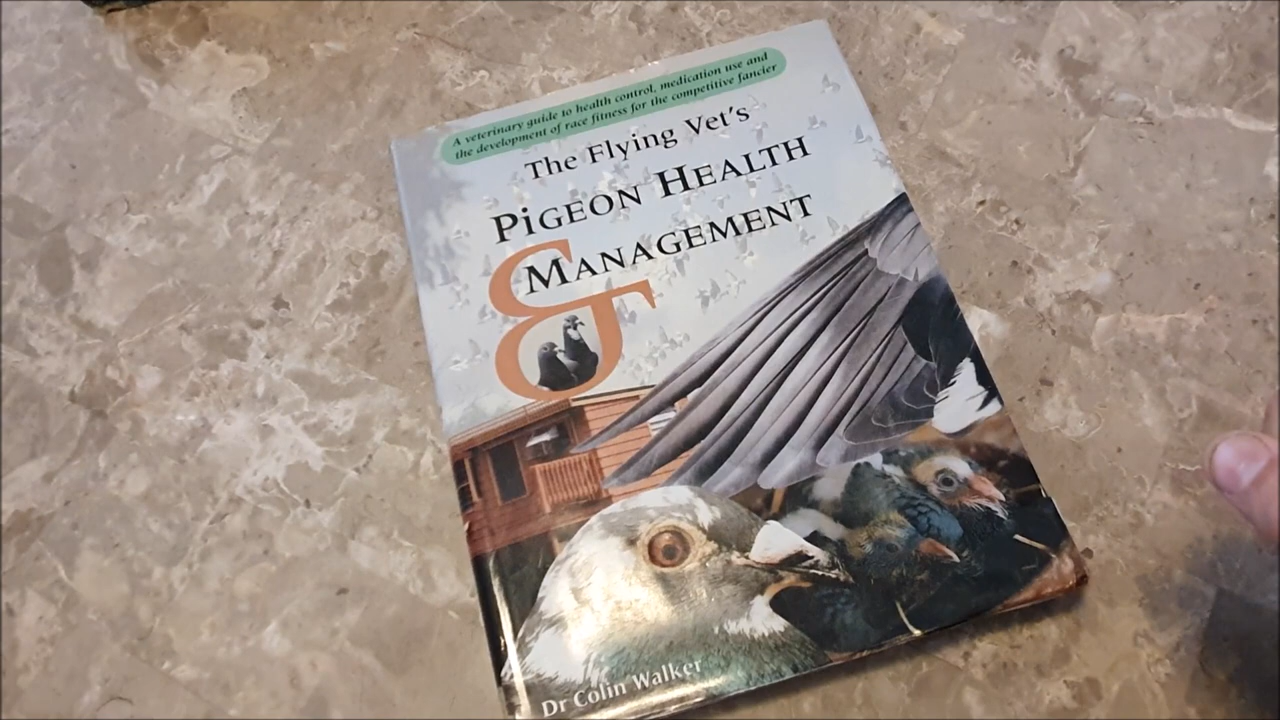 A veterinary guide to health control, medication use and
the development of race fitness for the competitive fancier
The Flying Vet's
PiGEON HEALTH
& MANAGEMENT
Dr Colin Walker